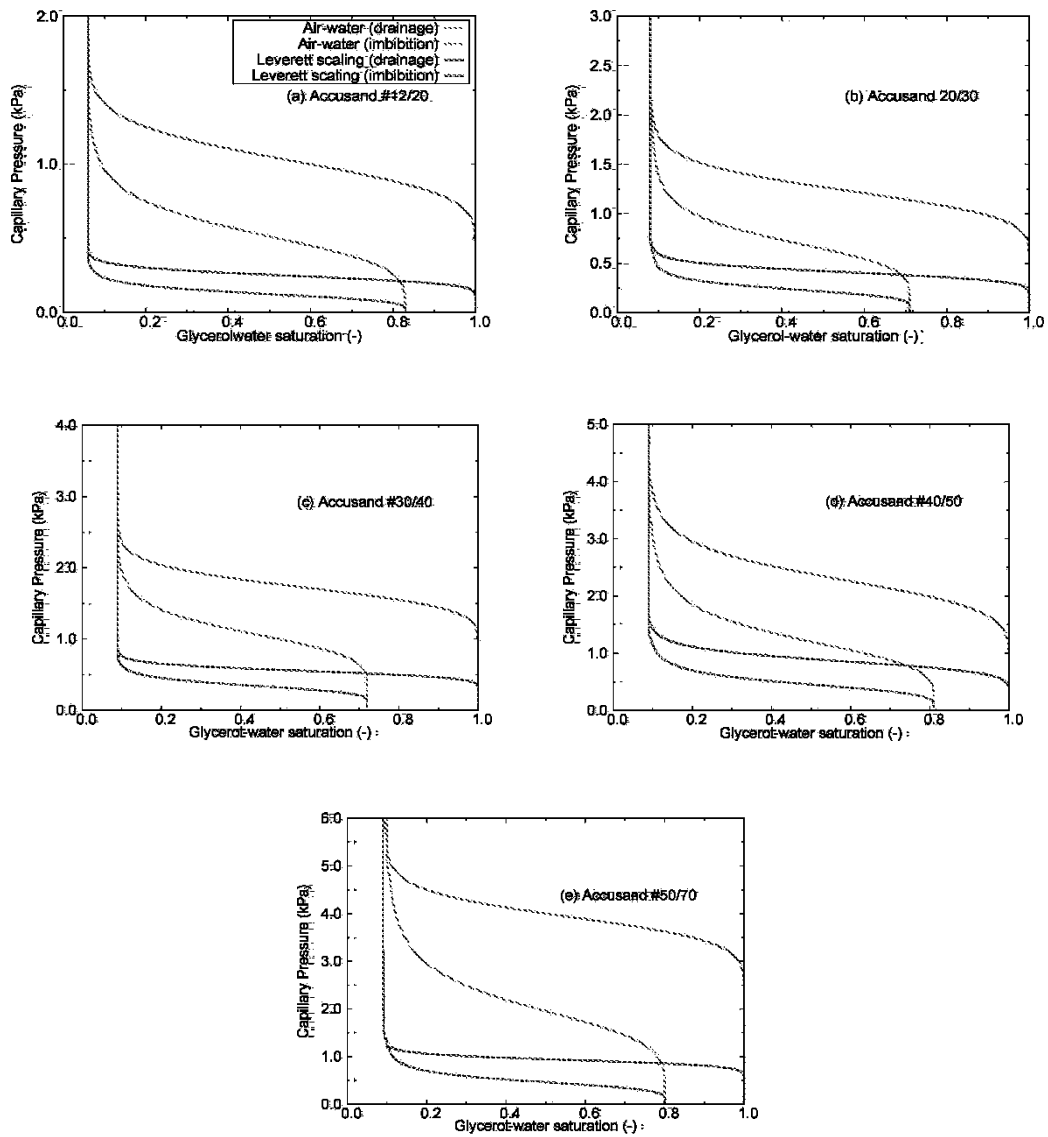 2.0
Air-water (drainage)
Air-water (imbibition)
Leverett scaling (drainage)
Leverett scaling (imbibition)
(a) Accusand #12/20
Capillary Pressure (kPa)
1.0
0.0
0.0 0.2 0.4 0.6 0.8 1.0
Glycerolwater saturation (-)
3.0
2.5
(b) Accusand 20/30
2.0
Capillary Pressure (kPa)
1.5
1.0
0.5
0.0
0.0 0.2 0.4 0.6 0.8 1.0
Glycerol-water saturation (-)
4.0
(c) Accusand #30/40
3.0
Capillary Pressure (kPa)
2.0
1.0
0.0
0.0 0.2 0.4 0.6 0.8 1.0
Glycerol-water saturation (-)
5.0
4.0
(d) Accusand #40/50
Capillary Pressure (kPa)
3.0
2.0
1.0
0.0
0.0 0.2 0.4 0.6 0.8 1.0
Glycerol-water saturation (-)
6.0
5.0
(e) Accusand #50/70
4.0
Capillary Pressure (kPa)
3.0
2.0
1.0
0.0
0.0 0.2 0.4 0.6 0.8 1.0
Glycerol-water saturation (-)